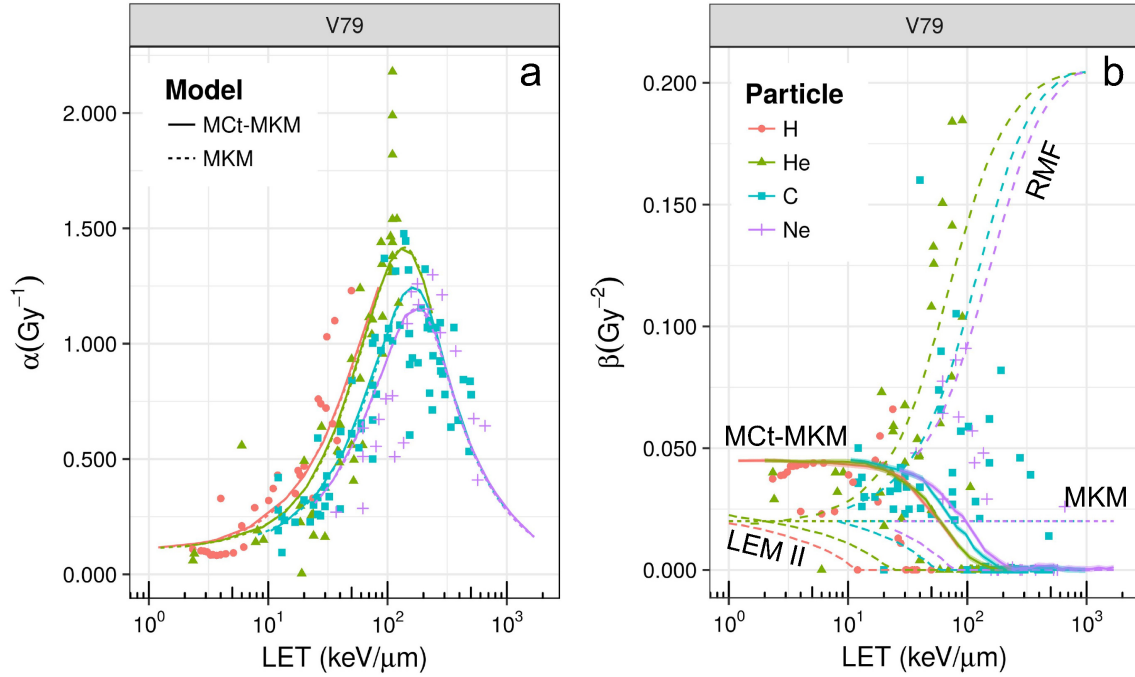 V79
a
Model
MCt-MKM
MKM
2.000
1.500
1.000
0.500
0.000
α(Gy⁻¹)
10⁰ 10¹ 10² 10³
LET (keV/μm)
V79
b
Particle
H
He
C
Ne
RMF
MCt-MKM
MKM
LEM II
0.200
0.150
0.100
0.050
0.000
β(Gy⁻²)
10⁰ 10¹ 10² 10³
LET (keV/μm)